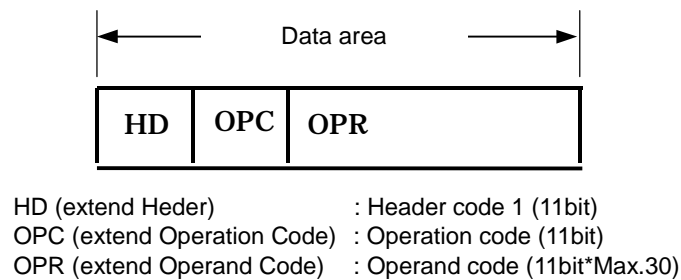 Data area
HD OPC OPR
HD (extend Heder) : Header code 1 (11bit)
OPC (extend Operation Code) : Operation code (11bit)
OPR (extend Operand Code) : Operand code (11bit*Max.30)